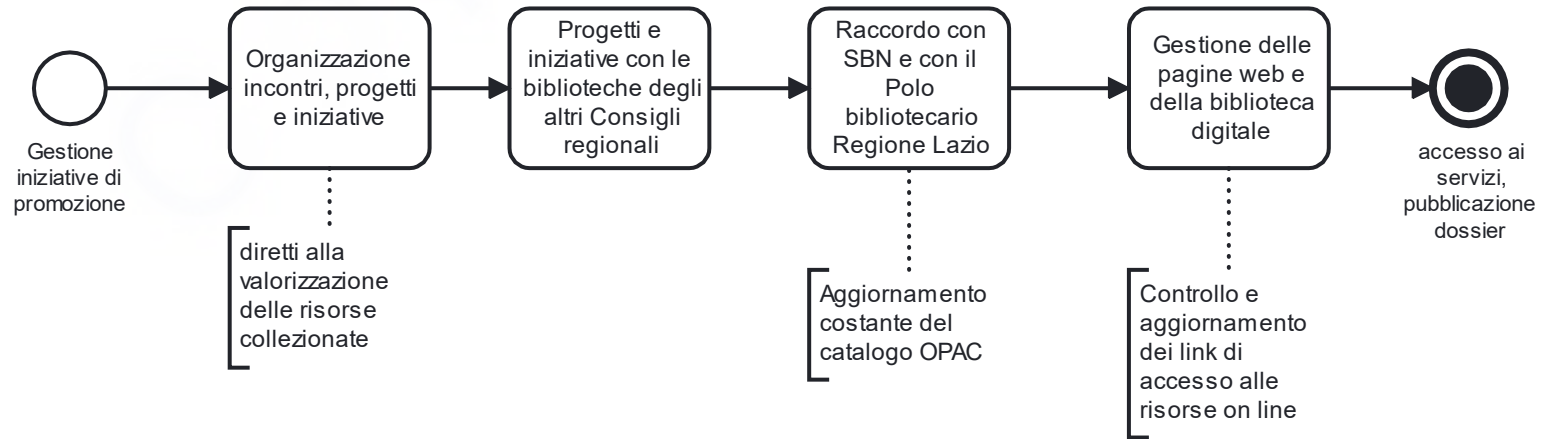 Gestione
iniziative di
promozione
Organizzazione
incontri, progetti
e iniziative
diretti alla
valorizzazione
delle risorse
collezionate
Progetti e
iniziative con le
biblioteche degli
altri Consigli
regionali
Raccordo con
SBN e con il
Polo
bibliotecario
Regione Lazio
Aggiornamento
costante del
catalogo OPAC
Gestione delle
pagine web e
della biblioteca
digitale
Controllo e
aggiornamento
dei link di
accesso alle
risorse on line
accesso ai
servizi,
pubblicazione
dossier